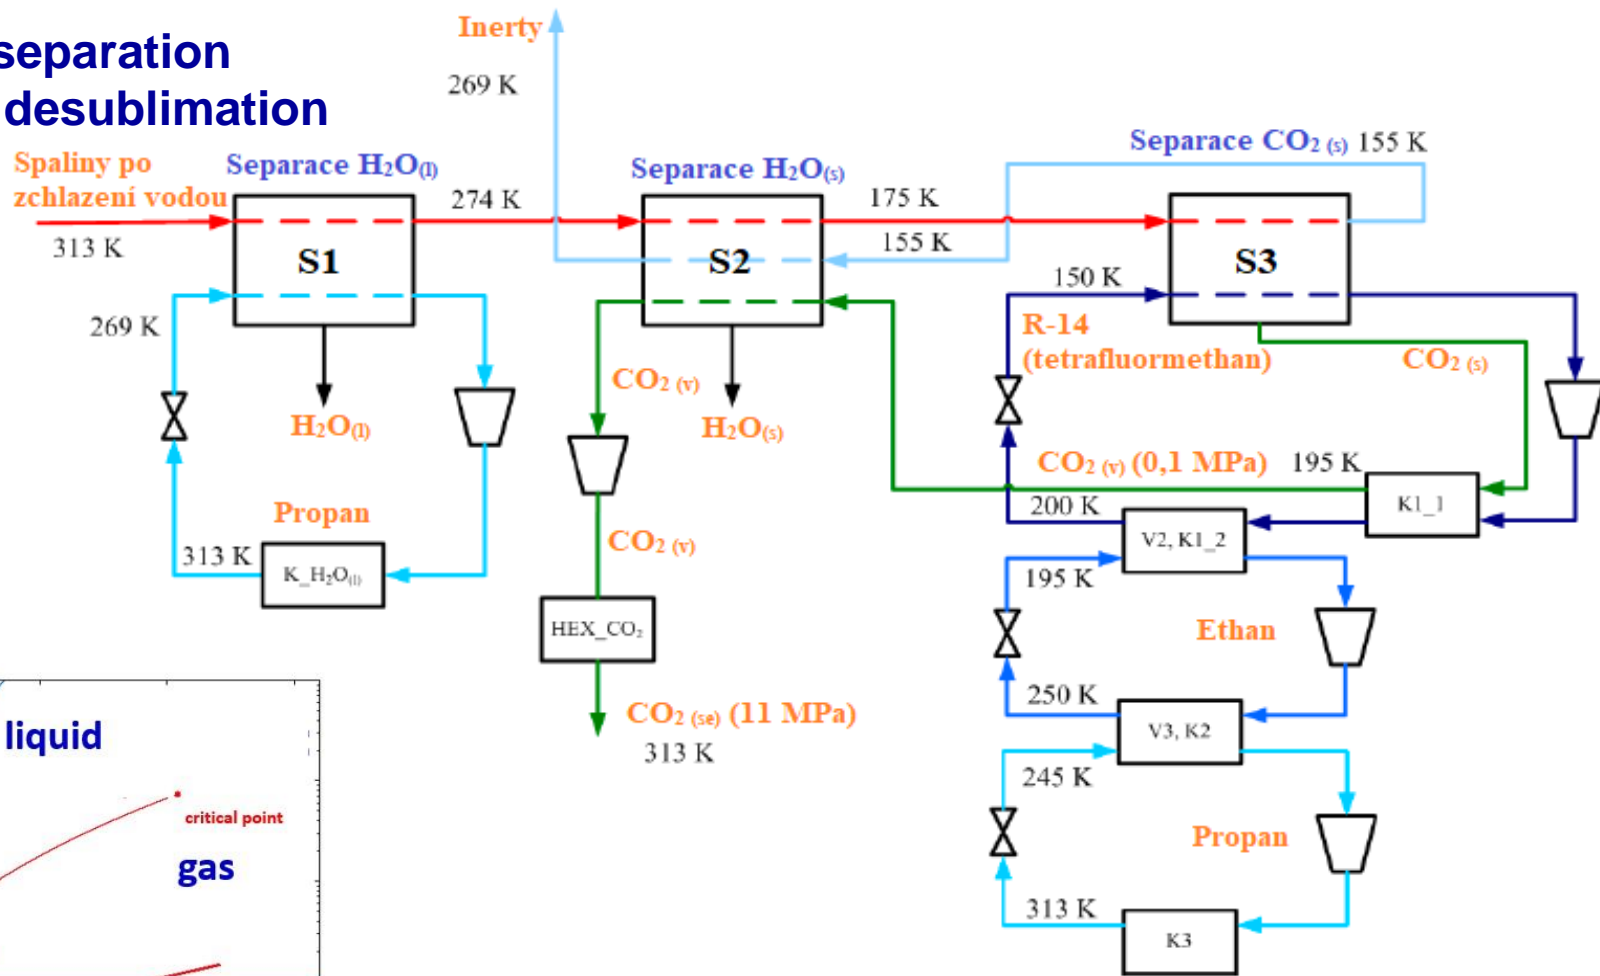 separation
desublimation
Inerty
269 K
Spaliny po
zchlazení vodou
313 K
Separace H₂O(l)
S1
274 K
269 K
H₂O(l)
Propan
313 K
K_H₂O(l)
Separace H₂O(s)
S2
175 K
155 K
CO₂ (v)
H₂O(s)
CO₂ (v)
HEX_CO₂
CO₂ (se) (11 MPa)
313 K
Separace CO₂ (s) 155 K
S3
150 K
R-14
(tetrafluormethan)
CO₂ (s)
CO₂ (v) (0,1 MPa) 195 K
K1_1
200 K
V2, K1_2
195 K
Ethan
250 K
V3, K2
245 K
Propan
313 K
K3
liquid
critical point
gas